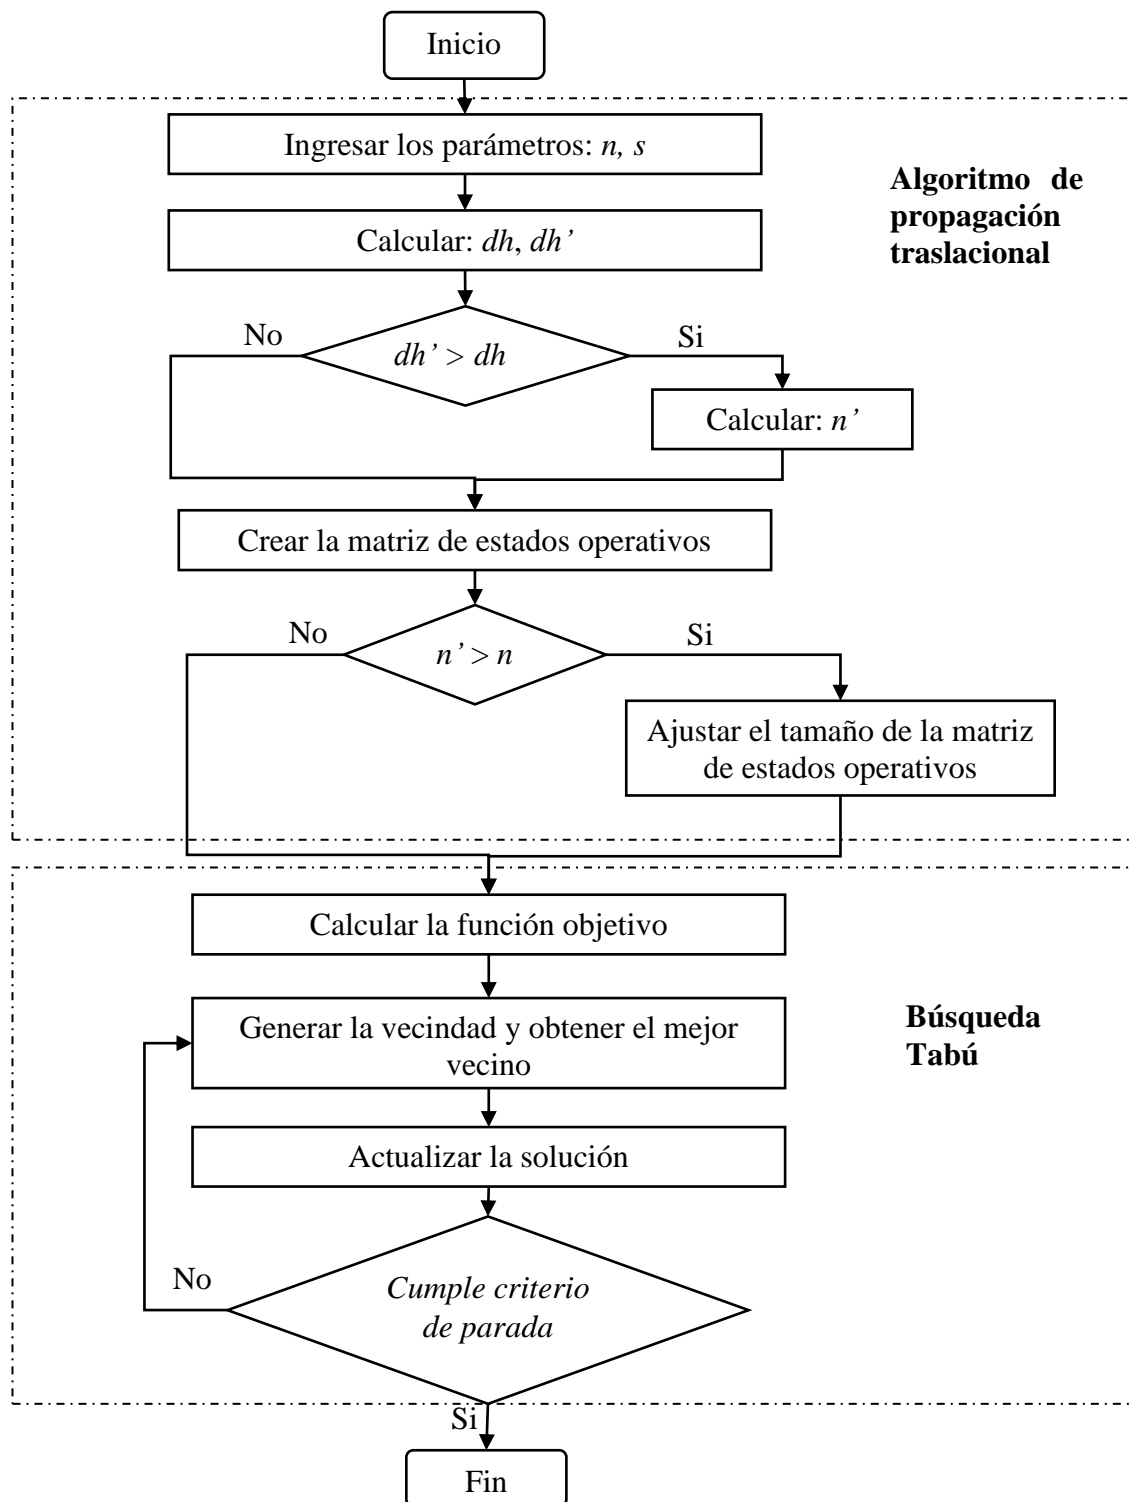 Inicio
Ingresar los parámetros: n, s
Algoritmo de
propagación
traslacional
Calcular: dh, dh’
No
dh’ > dh
Si
Calcular: n’
Crear la matriz de estados operativos
No
n’ > n
Si
Ajustar el tamaño de la matriz
de estados operativos
Calcular la función objetivo
Generar la vecindad y obtener el mejor
vecino
Búsqueda
Tabú
Actualizar la solución
No
Cumple criterio
de parada
Si
Fin